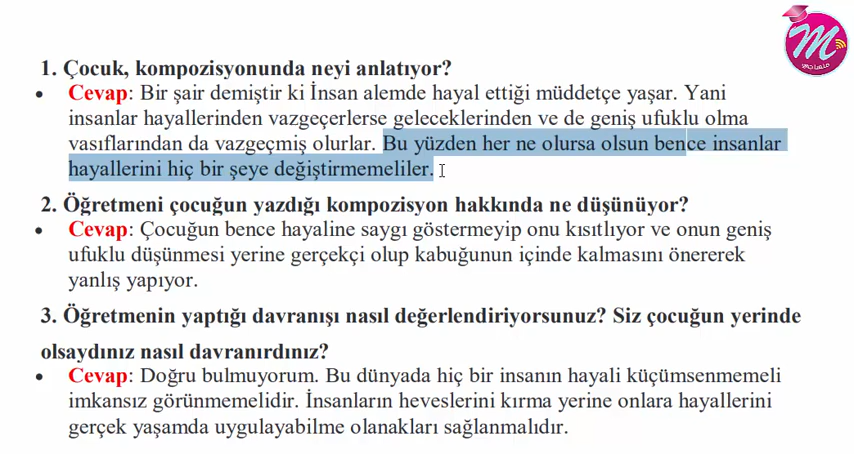 1. Çocuk, kompozisyonunda neyi anlatıyor?
• Cevap: Bir şair demiştir ki İnsan alemde hayal ettiği müddetçe yaşar. Yani
insanlar hayallerinden vazgeçerlerse geleceklerinden ve de geniş ufuklu olma
vasıflarından da vazgeçmiş olurlar. Bu yüzden her ne olursa olsun bence insanlar
hayallerini hiç bir şeye değiştirmemeliler.
2. Öğretmeni çocuğun yazdığı kompozisyon hakkında ne düşünüyor?
• Cevap: Çocuğun bence hayaline saygı göstermeyip onu kısıtlıyor ve onun geniş
ufuklu düşünmesi yerine gerçekçi olup kabuğunun içinde kalmasını önererek
yanlış yapıyor.
3. Öğretmenin yaptığı davranışı nasıl değerlendiriyorsunuz? Siz çocuğun yerinde
olsaydınız nasıl davranırdınız?
• Cevap: Doğru bulmuyorum. Bu dünyada hiç bir insanın hayali küçümsenmemeli
imkansız görünmemelidir. İnsanların heveslerini kırma yerine onlara hayallerini
gerçek yaşamda uygulayabilme olanakları sağlanmalıdır.